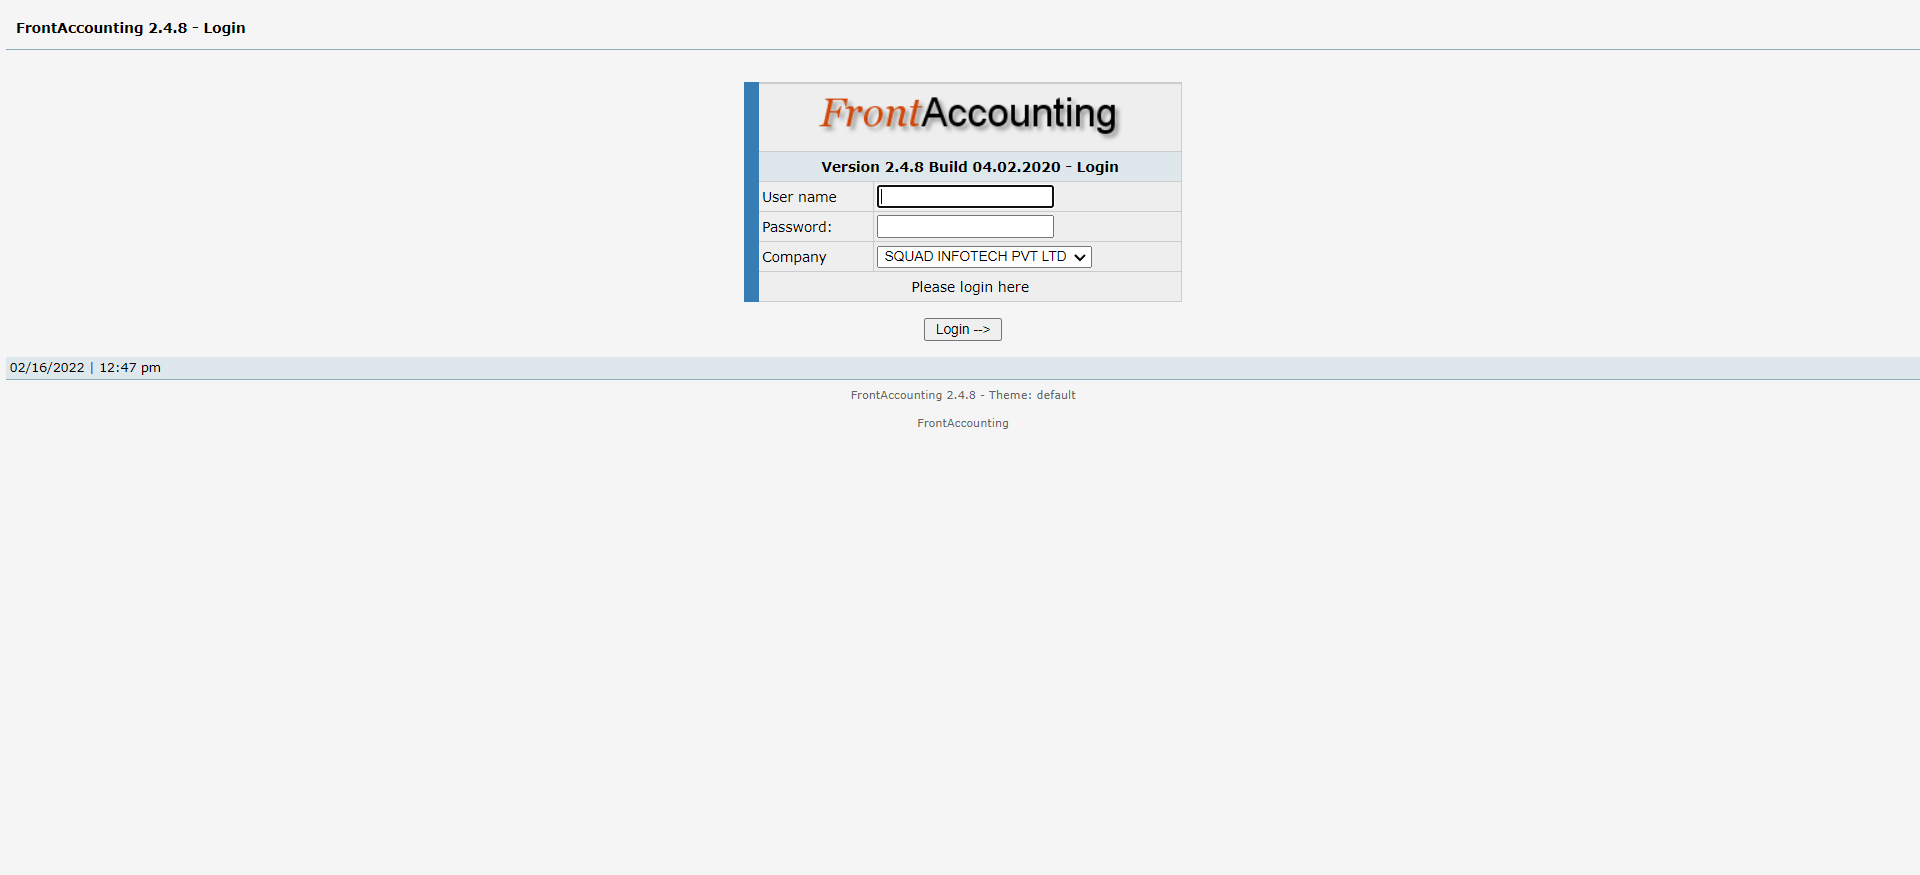 FrontAccounting 2.4.8 - Login
FrontAccounting
Version 2.4.8 Build 04.02.2020 - Login
User name
Password:
Company SQUAD INFOTECH PVT LTD
Please login here
Login -->
02/16/2022 | 12:47 pm
FrontAccounting 2.4.8 - Theme: default
FrontAccounting